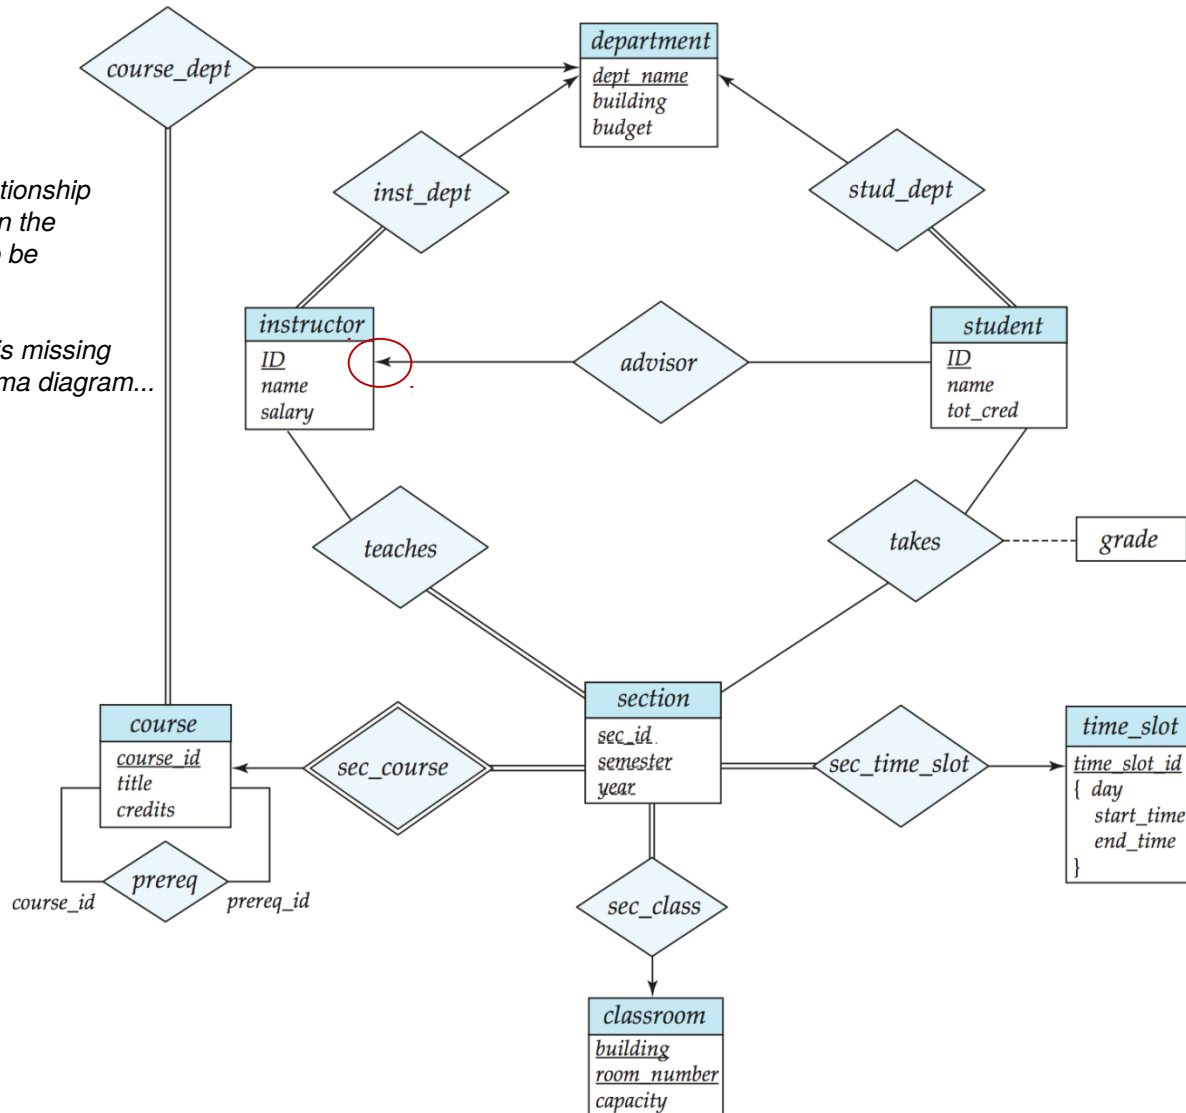 department
course_dept
dept_name
building
budget
tionship
n the
be
inst_dept
stud_dept
is missing
ma diagram...
instructor
ID
name
salary
advisor
student
ID
name
tot_cred
teaches
takes
grade
course
course_id
title
credits
sec_course
section
sec_id
semester
year
sec_time_slot
time_slot
time_slot_id
{ day
start_time
end_time
}
prereq
course_id
prereq_id
sec_class
classroom
building
room_number
capacity